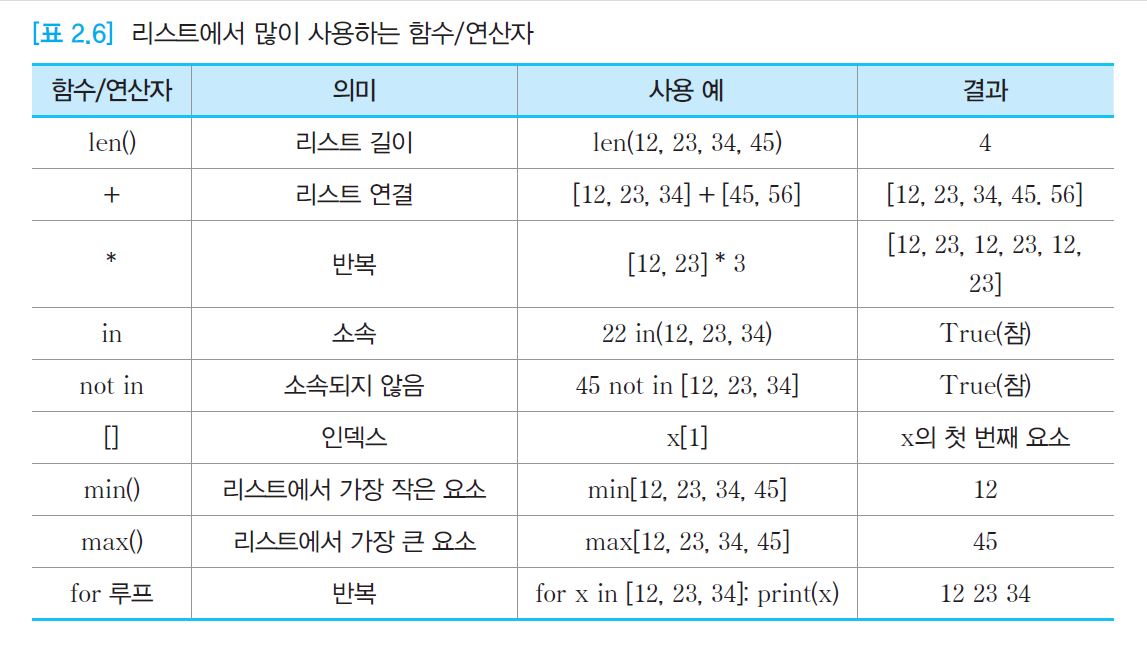 [표 2.6] 리스트에서 많이 사용하는 함수/연산자
함수/연산자 의미 사용 예 결과
len() 리스트 길이 len(12, 23, 34, 45) 4
+ 리스트 연결 [12, 23, 34] + [45, 56] [12, 23, 34, 45. 56]
* 반복 [12, 23] * 3 [12, 23, 12, 23, 12,
23]
in 소속 22 in(12, 23, 34) True(참)
not in 소속되지 않음 45 not in [12, 23, 34] True(참)
[] 인덱스 x[1] x의 첫 번째 요소
min() 리스트에서 가장 작은 요소 min[12, 23, 34, 45] 12
max() 리스트에서 가장 큰 요소 max[12, 23, 34, 45] 45
for 루프 반복 for x in [12, 23, 34]: print(x) 12 23 34